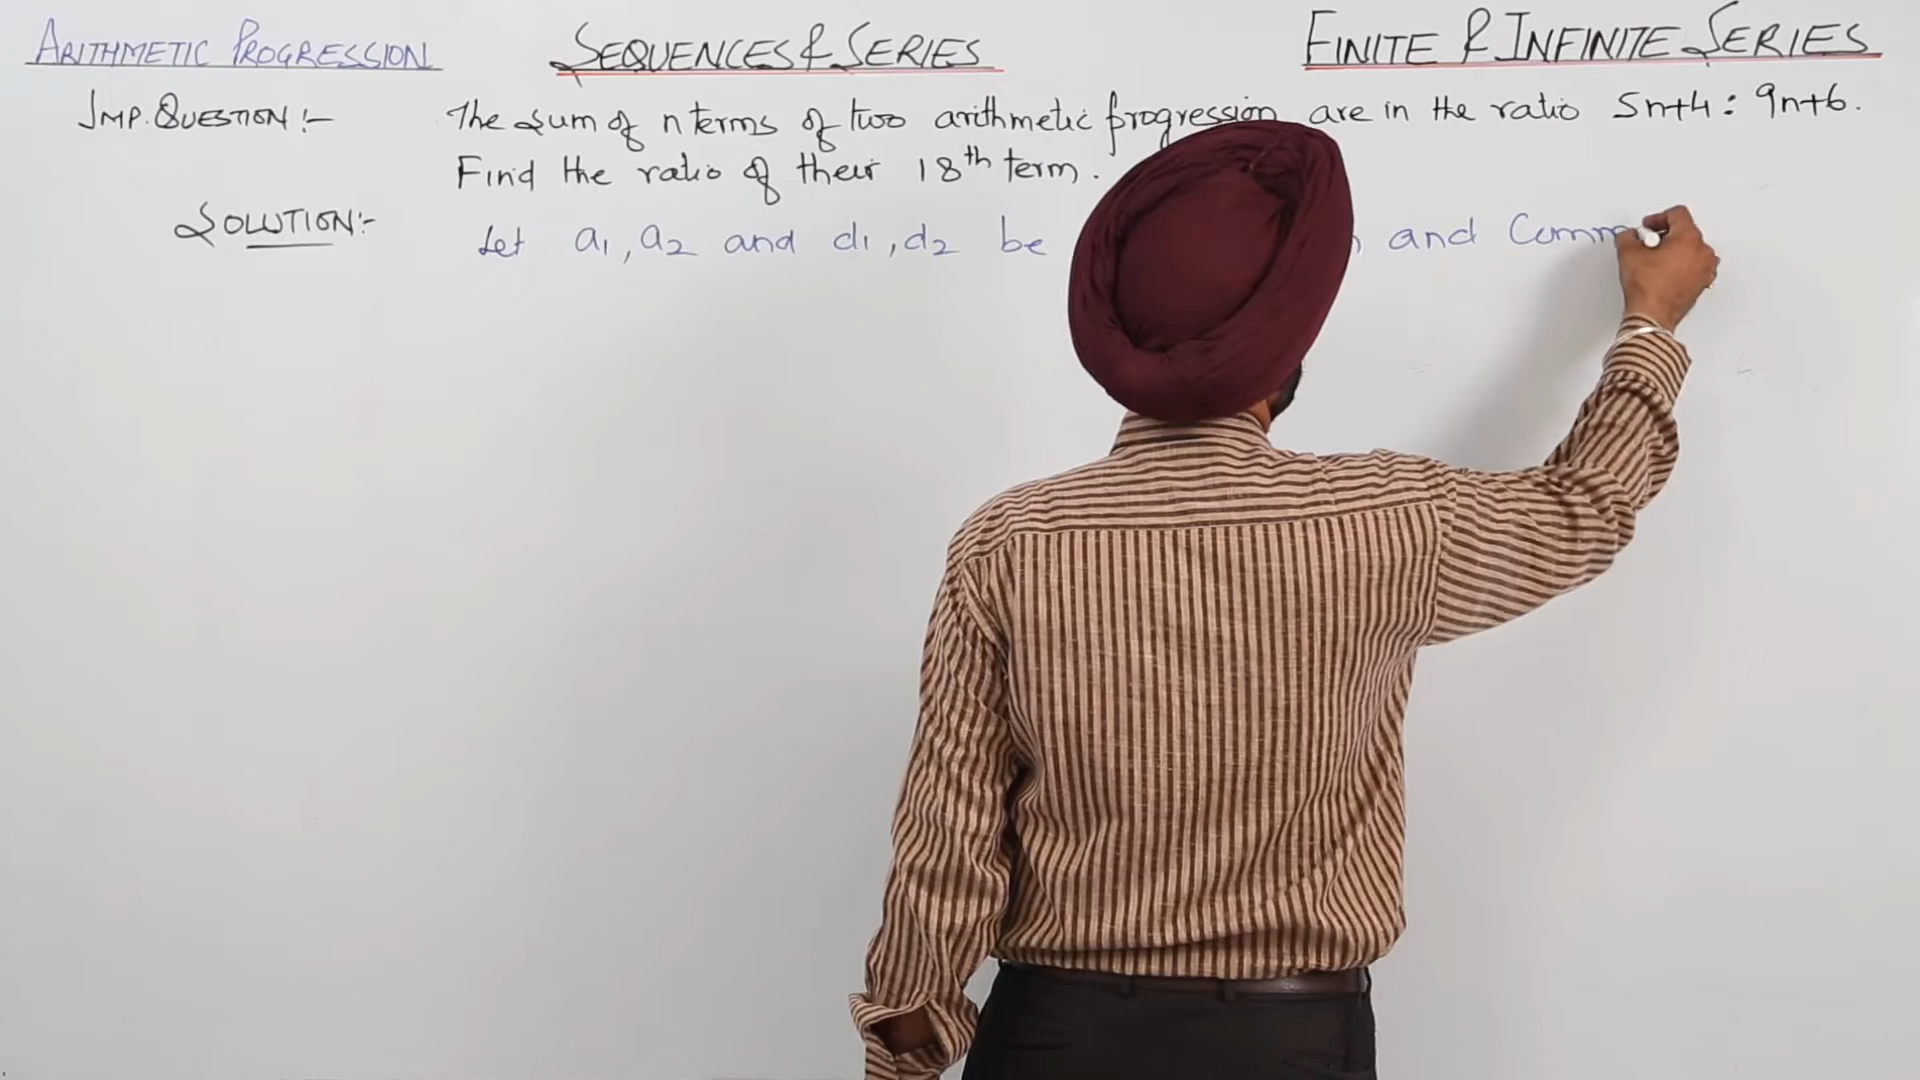 ARITHMETIC PROGRESSION
SEQUENCES & SERIES
FINITE & INFINITE SERIES
IMP. QUESTION :-
The sum of n terms of two arithmetic progression are in the ratio 5n+4 : 9n+6.
Find the ratio of their 18th term.
SOLUTION :-
Let a1, a2 and d1, d2 be and Comm